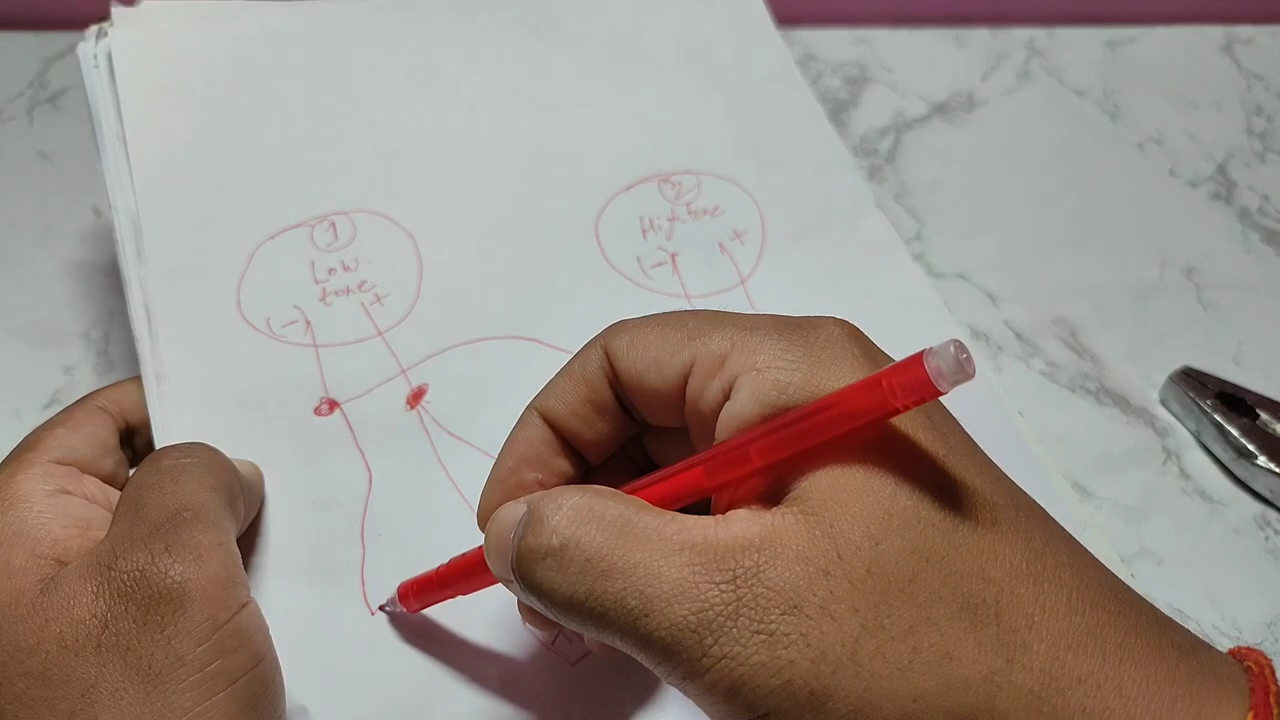 1
Low
tone
(-) +
2
High tone
(-) +